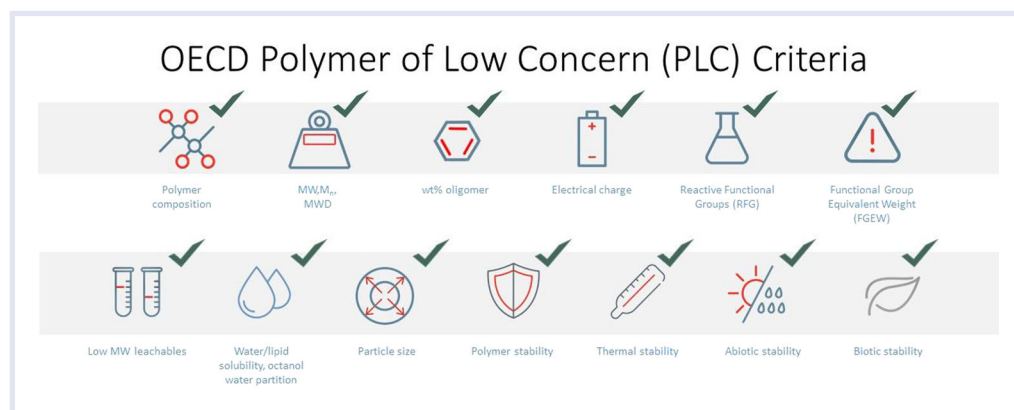 OECD Polymer of Low Concern (PLC) Criteria
Polymer
composition
MW,Mn,
MWD
wt% oligomer
+
−
Electrical charge
Reactive Functional
Groups (RFG)
!
Functional Group
Equivalent Weight
(FGEW)
Low MW leachables
Water/lipid
solubility, octanol
water partition
Particle size
Polymer stability
Thermal stability
Abiotic stability
Biotic stability